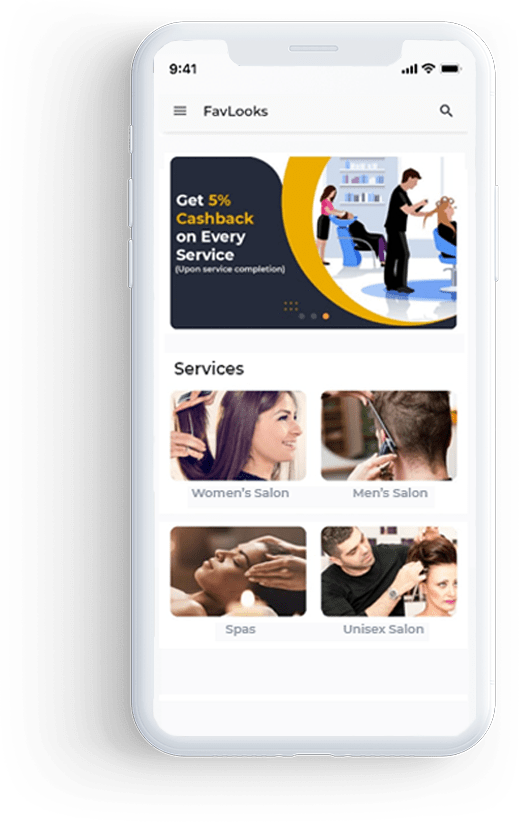 9:41
FavLooks
Get 5%
Cashback
on Every
Service
(Upon service completion)
Services
Women's Salon
Men's Salon
Spas
Unisex Salon